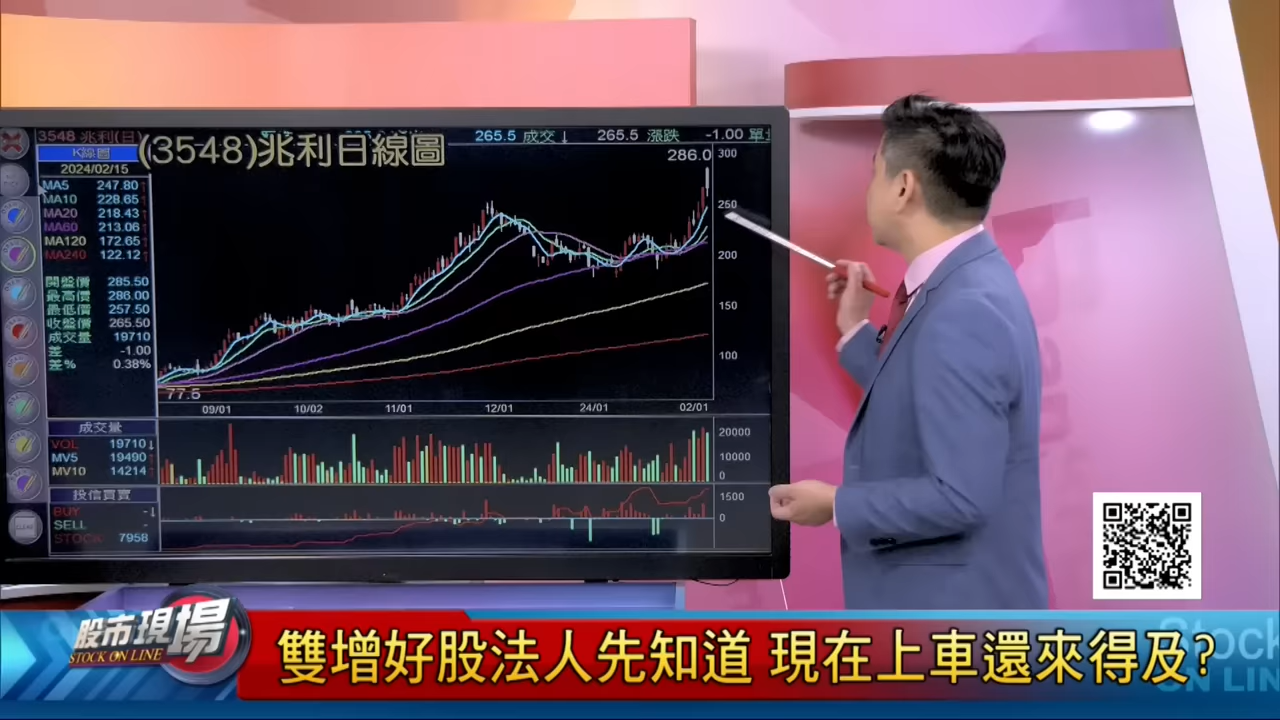 3548 兆利(日)
(3548)兆利日線圖
265.5 成交↓ 265.5 漲跌 -1.00 單
K線圖
2024/02/15
286.0
MA5 247.80↑
MA10 228.65↑
MA20 218.43↑
MA60 213.06↑
MA120 172.65↑
MA240 122.12↑
開盤價 285.50
最高價 286.00
最低價 257.50
收盤價 265.50
成交量 19710
差 -1.00
差% 0.38%
300
250
200
150
100
77.5
09/01 10/02 11/01 12/01 24/01 02/01
成交量
VOL 19710↓
MV5 19490
MV10 14214
20000
10000
0
投信買賣
BUY -↓
SELL -
STOCK 7958
1500
0
CLEAR
股市現場
STOCK ON LINE
雙增好股法人先知道 現在上車還來得及?
Stock
ON LIN